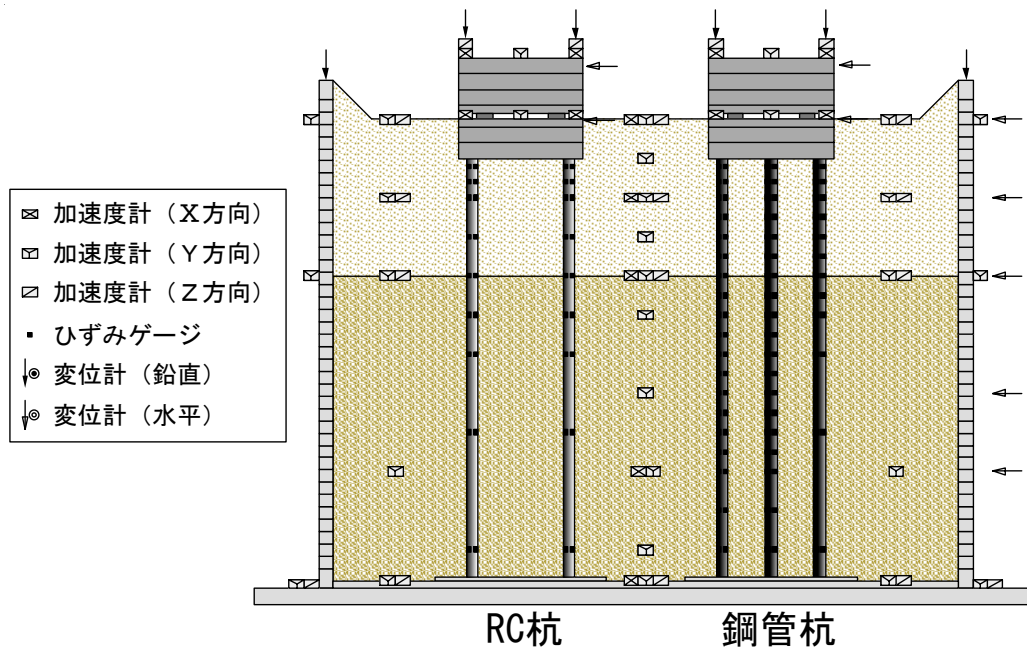 加速度計（X方向）
加速度計（Y方向）
加速度計（Z方向）
ひずみゲージ
変位計（鉛直）
変位計（水平）
RC杭
鋼管杭